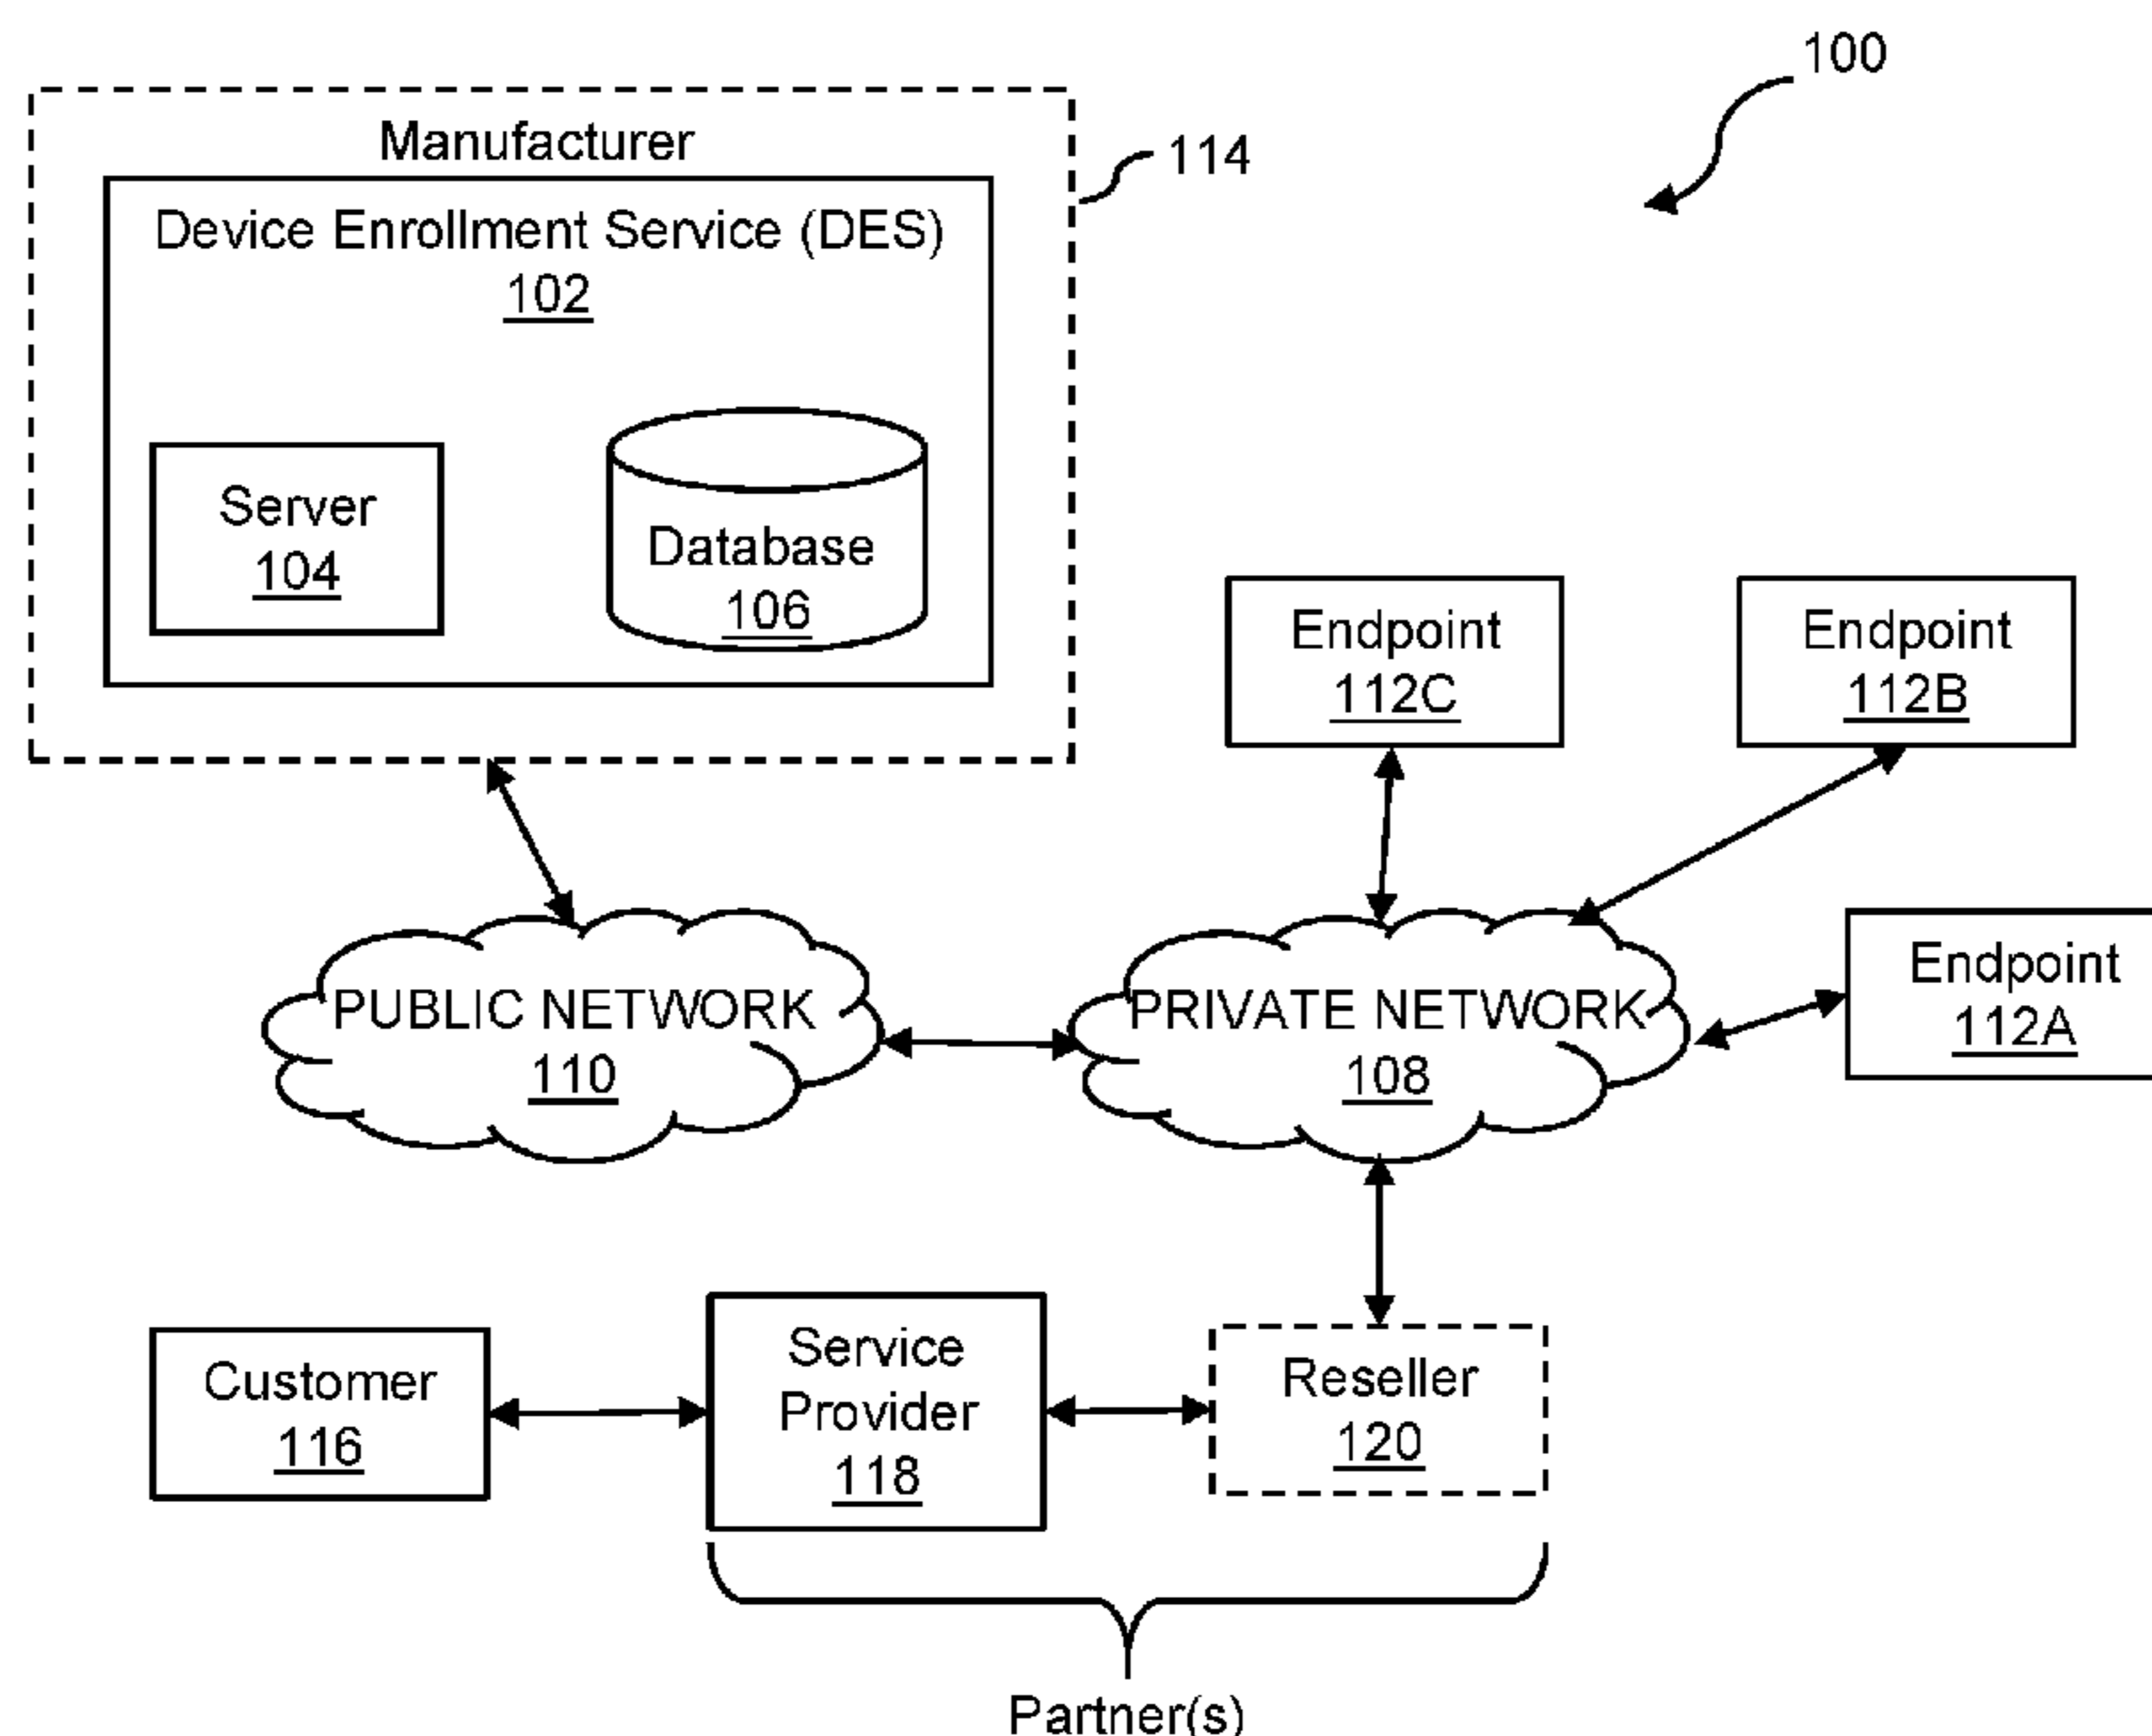 100
Manufacturer
114
Device Enrollment Service (DES)
102
Server
104
Database
106
Endpoint
112C
Endpoint
112B
Endpoint
112A
PUBLIC NETWORK
110
PRIVATE NETWORK
108
Customer
116
Service
Provider
118
Reseller
120
Partner(s)